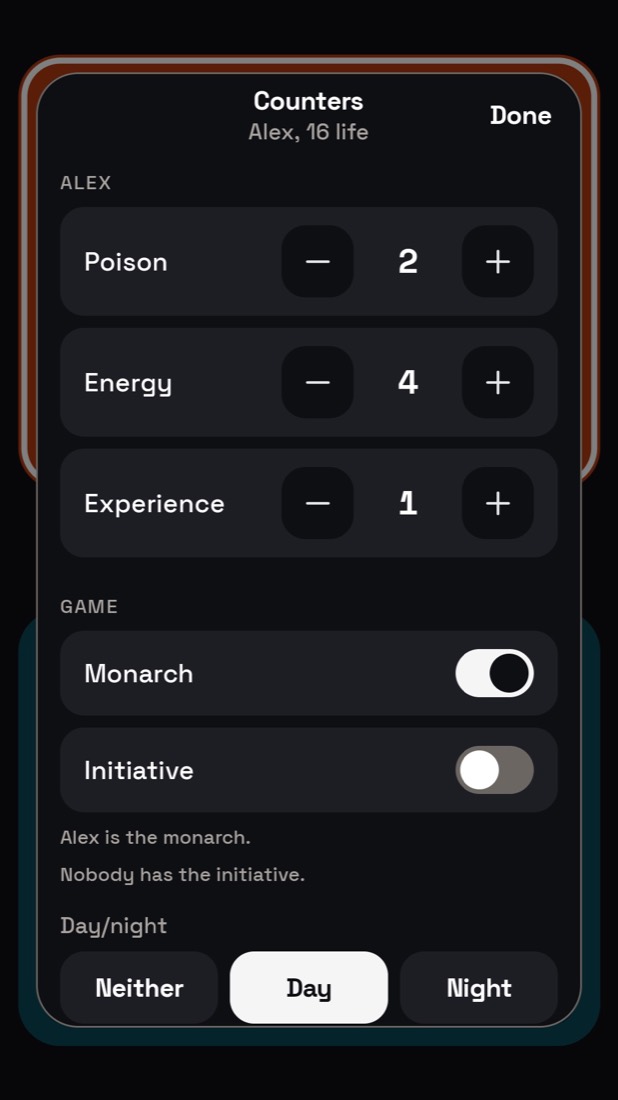 Counters
Alex, 16 life
Done
ALEX
Poison
2
Energy
4
Experience
1
GAME
Monarch
Initiative
Alex is the monarch.
Nobody has the initiative.
Day/night
Neither
Day
Night